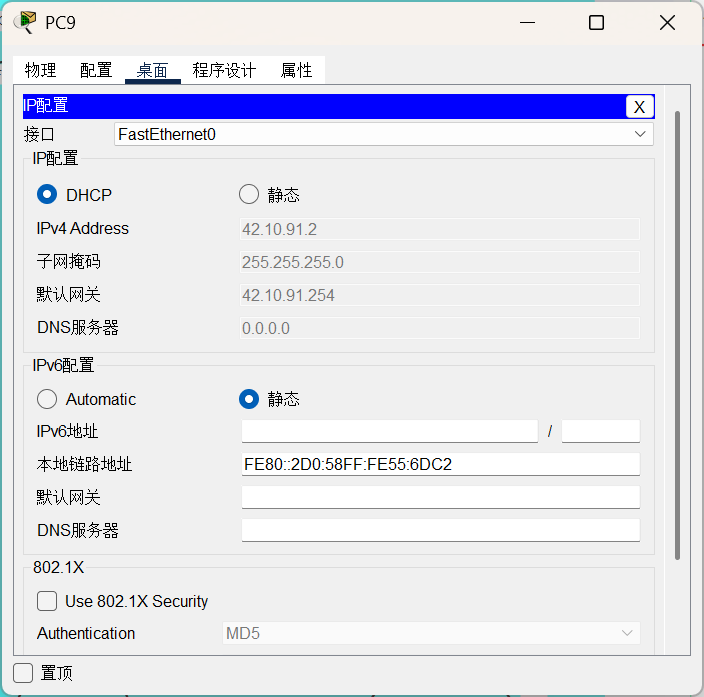 PC9
物理 配置 桌面 程序设计 属性
IP配置 X
接口 FastEthernet0
IP配置
DHCP 静态
IPv4 Address 42.10.91.2
子网掩码 255.255.255.0
默认网关 42.10.91.254
DNS服务器 0.0.0.0
IPv6配置
Automatic 静态
IPv6地址 /
本地链路地址 FE80::2D0:58FF:FE55:6DC2
默认网关
DNS服务器
802.1X
Use 802.1X Security
Authentication MD5
置顶